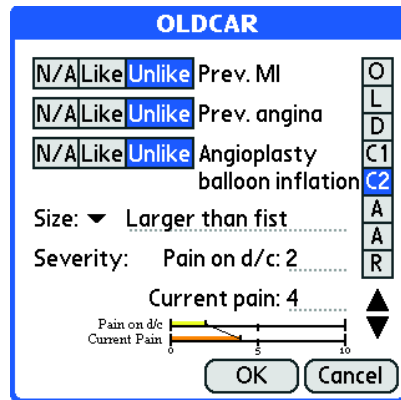 OLDCAR
N/A Like Unlike Prev. MI
N/A Like Unlike Prev. angina
N/A Like Unlike Angioplasty
balloon inflation
Size: Larger than fist
Severity: Pain on d/c: 2
Current pain: 4
Pain on d/c
Current Pain
0 5 10
OK Cancel
O
L
D
C1
C2
A
A
R